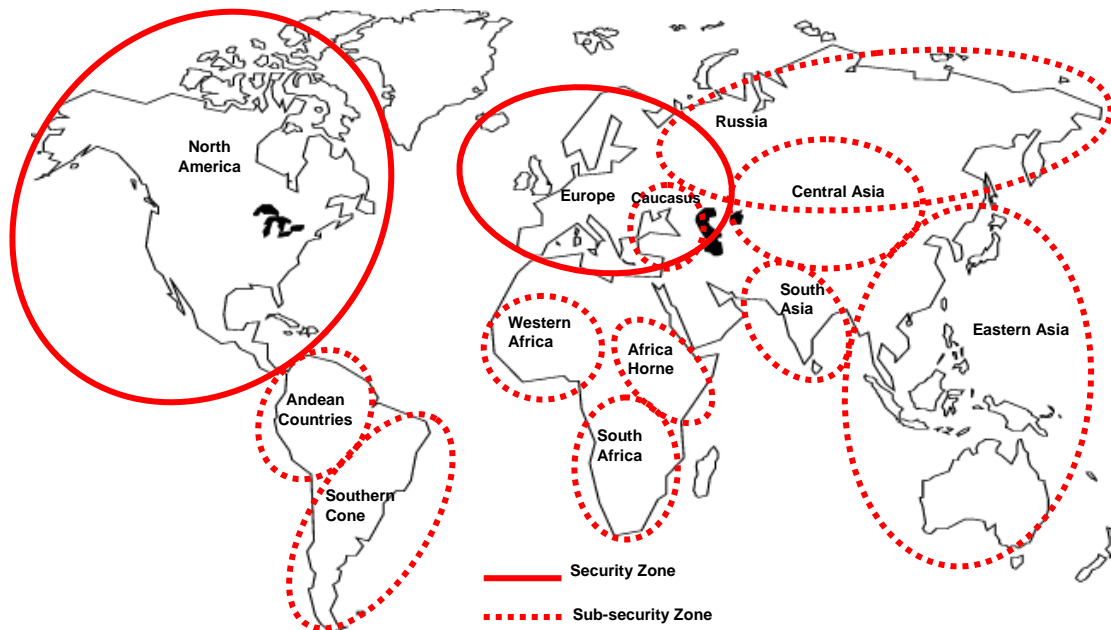 Russia
North
America
Central Asia
Europe
Caucasus
South
Asia
Western
Africa
Eastern Asia
Africa
Horne
Andean
Countries
South
Africa
Southern
Cone
Security Zone
Sub-security Zone